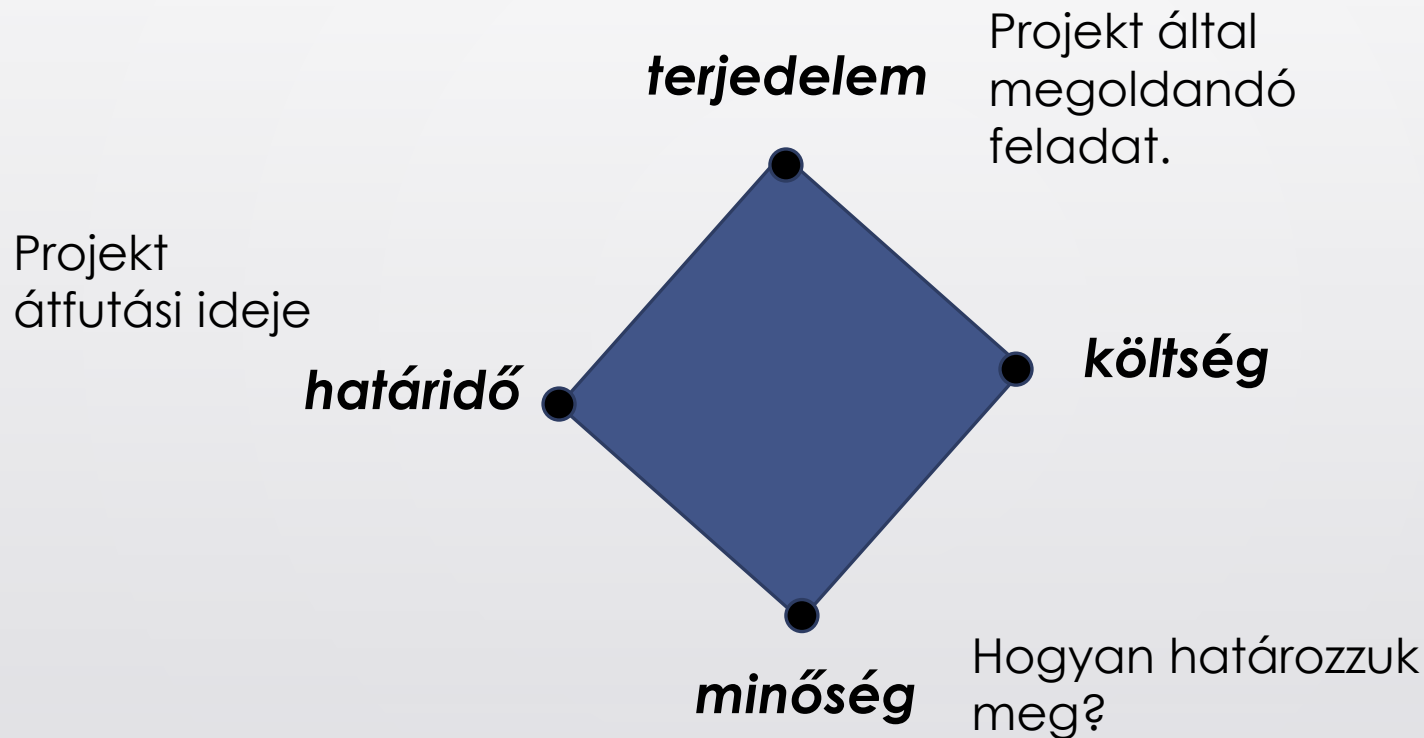 terjedelem
Projekt által
megoldandó
feladat.
Projekt
átfutási ideje
határidő
költség
minőség
Hogyan határozzuk
meg?